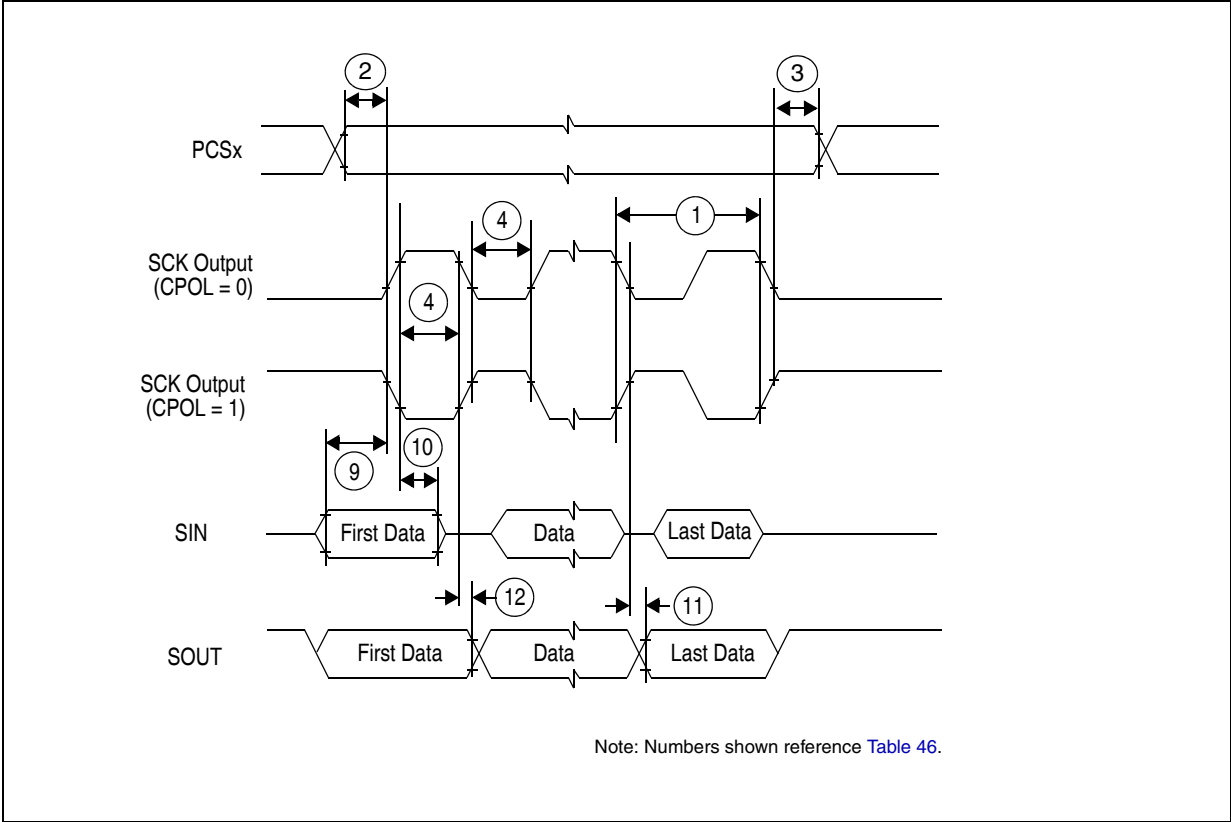 2
3
PCSx
4
1
SCK Output
(CPOL = 0)
4
SCK Output
(CPOL = 1)
10
9
SIN
First Data
Data
Last Data
12
11
SOUT
First Data
Data
Last Data
Note: Numbers shown reference Table 46.